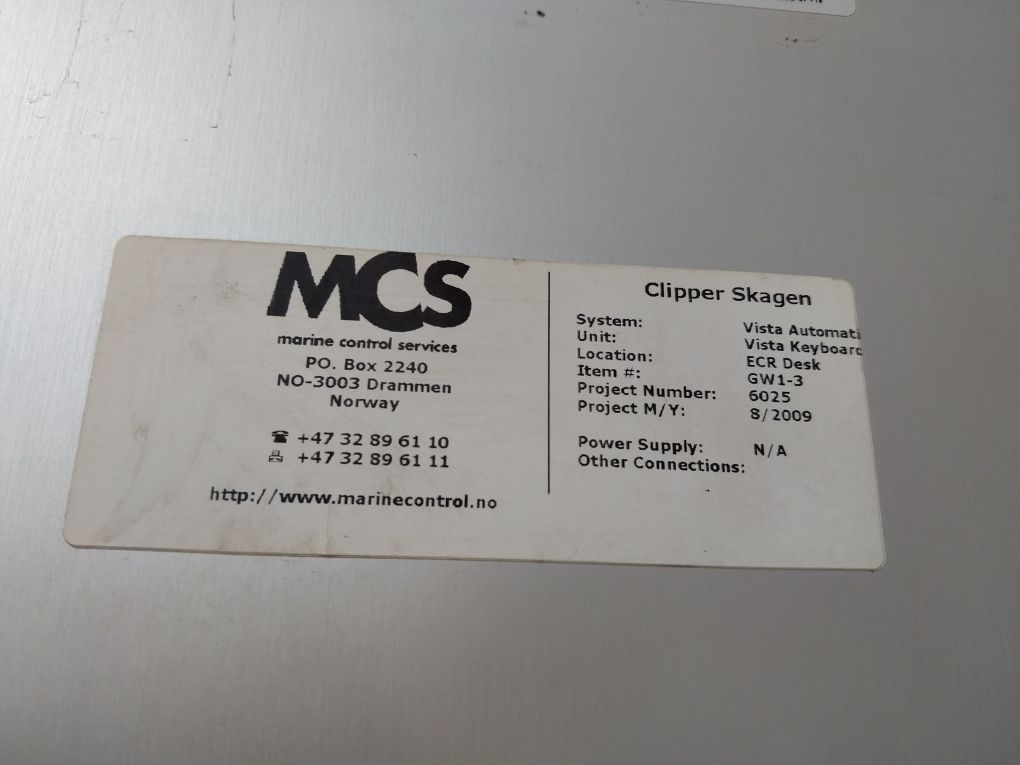 MCS
marine control services
PO. Box 2240
NO-3003 Drammen
Norway
☎ +47 32 89 61 10
🖷 +47 32 89 61 11
http://www.marinecontrol.no
Clipper Skagen
System: Vista Automati
Unit: Vista Keyboard
Location: ECR Desk
Item #: GW1-3
Project Number: 6025
Project M/Y: 8/2009
Power Supply: N/A
Other Connections: